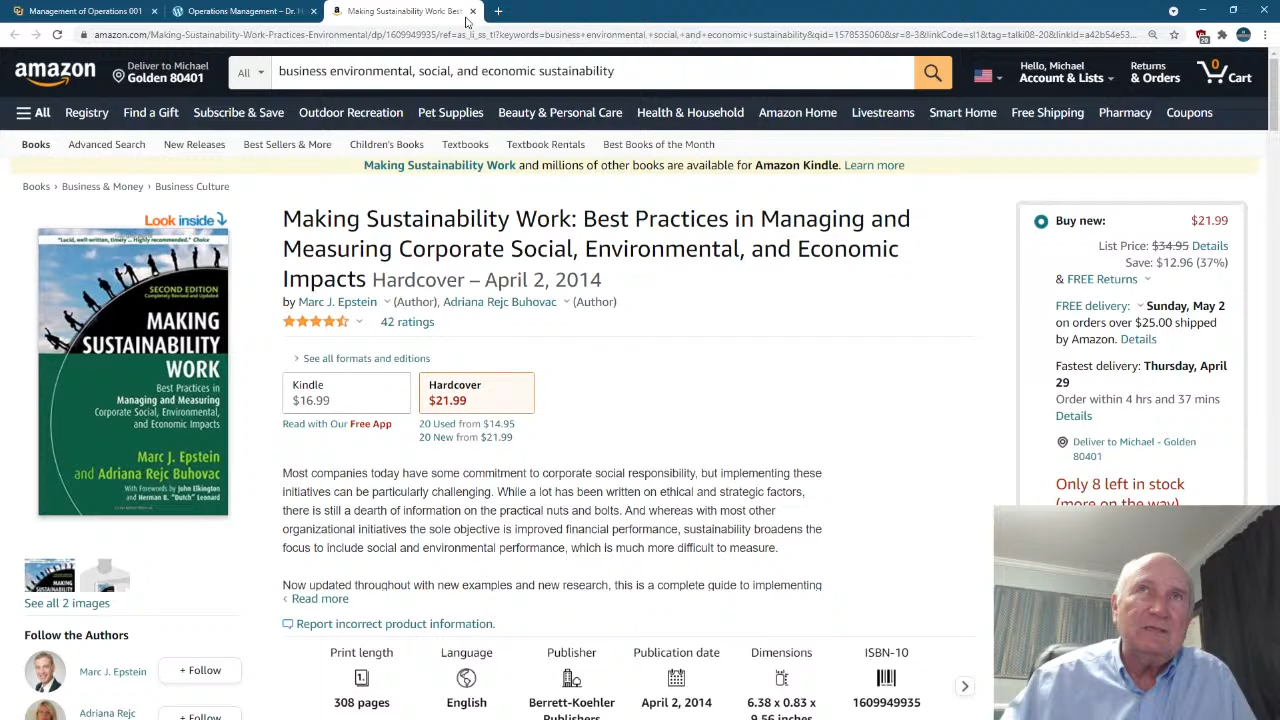 Management of Operations 001
Operations Management – Dr. H
Making Sustainability Work: Best
amazon.com/Making-Sustainability-Work-Practices-Environmental/dp/1609949935/ref=as_li_ss_tl?keywords=business+environmental,+social,+and+economic+sustainability&qid=1578535060&sr=8-3&linkCode=sl1&tag=talki08-20&linkId=a42b54e53...
20
amazon
Deliver to Michael
Golden 80401
All
business environmental, social, and economic sustainability
Hello, Michael
Account & Lists
Returns
& Orders
0
Cart
All
Registry
Find a Gift
Subscribe & Save
Outdoor Recreation
Pet Supplies
Beauty & Personal Care
Health & Household
Amazon Home
Livestreams
Smart Home
Free Shipping
Pharmacy
Coupons
Books
Advanced Search
New Releases
Best Sellers & More
Children's Books
Textbooks
Textbook Rentals
Best Books of the Month
Making Sustainability Work and millions of other books are available for Amazon Kindle. Learn more
Books › Business & Money › Business Culture
Look inside
"Lucid, well-written, timely ... Highly recommended." Choice
SECOND EDITION
Completely Revised and Updated
MAKING
SUSTAINABILITY
WORK
Best Practices in
Managing and Measuring
Corporate Social, Environmental,
and Economic Impacts
Marc J. Epstein
and Adriana Rejc Buhovac
With Forewords by John Elkington
and Herman B. "Dutch" Leonard
See all 2 images
Follow the Authors
Marc J. Epstein
+ Follow
Adriana Rejc
+ Follow
Making Sustainability Work: Best Practices in Managing and
Measuring Corporate Social, Environmental, and Economic
Impacts Hardcover – April 2, 2014
by Marc J. Epstein (Author), Adriana Rejc Buhovac (Author)
42 ratings
See all formats and editions
Kindle
$16.99
Hardcover
$21.99
Read with Our Free App
20 Used from $14.95
20 New from $21.99
Most companies today have some commitment to corporate social responsibility, but implementing these
initiatives can be particularly challenging. While a lot has been written on ethical and strategic factors,
there is still a dearth of information on the practical nuts and bolts. And whereas with most other
organizational initiatives the sole objective is improved financial performance, sustainability broadens the
focus to include social and environmental performance, which is much more difficult to measure.
Now updated throughout with new examples and new research, this is a complete guide to implementing
Read more
Report incorrect product information.
Print length
308 pages
Language
English
Publisher
Berrett-Koehler
Publishers
Publication date
April 2, 2014
Dimensions
6.38 x 0.83 x
9.56 inches
ISBN-10
1609949935
Buy new:
$21.99
List Price: $34.95 Details
Save: $12.96 (37%)
& FREE Returns
FREE delivery: Sunday, May 2
on orders over $25.00 shipped
by Amazon. Details
Fastest delivery: Thursday, April
29
Order within 4 hrs and 37 mins
Details
Deliver to Michael - Golden
80401
Only 8 left in stock
(more on the way)